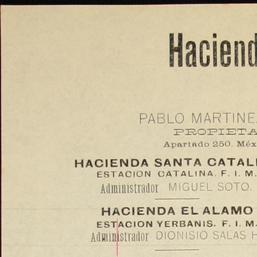 Haciend
PABLO MARTINE
PROPIETA
Apartado 250. Méx
HACIENDA SANTA CATAL
ESTACION CATALINA. F. I. M.
Administrador MIGUEL SOTO.
HACIENDA EL ALAMO
ESTACION YERBANIS. F. I. M.
Administrador DIONISIO SALAS H